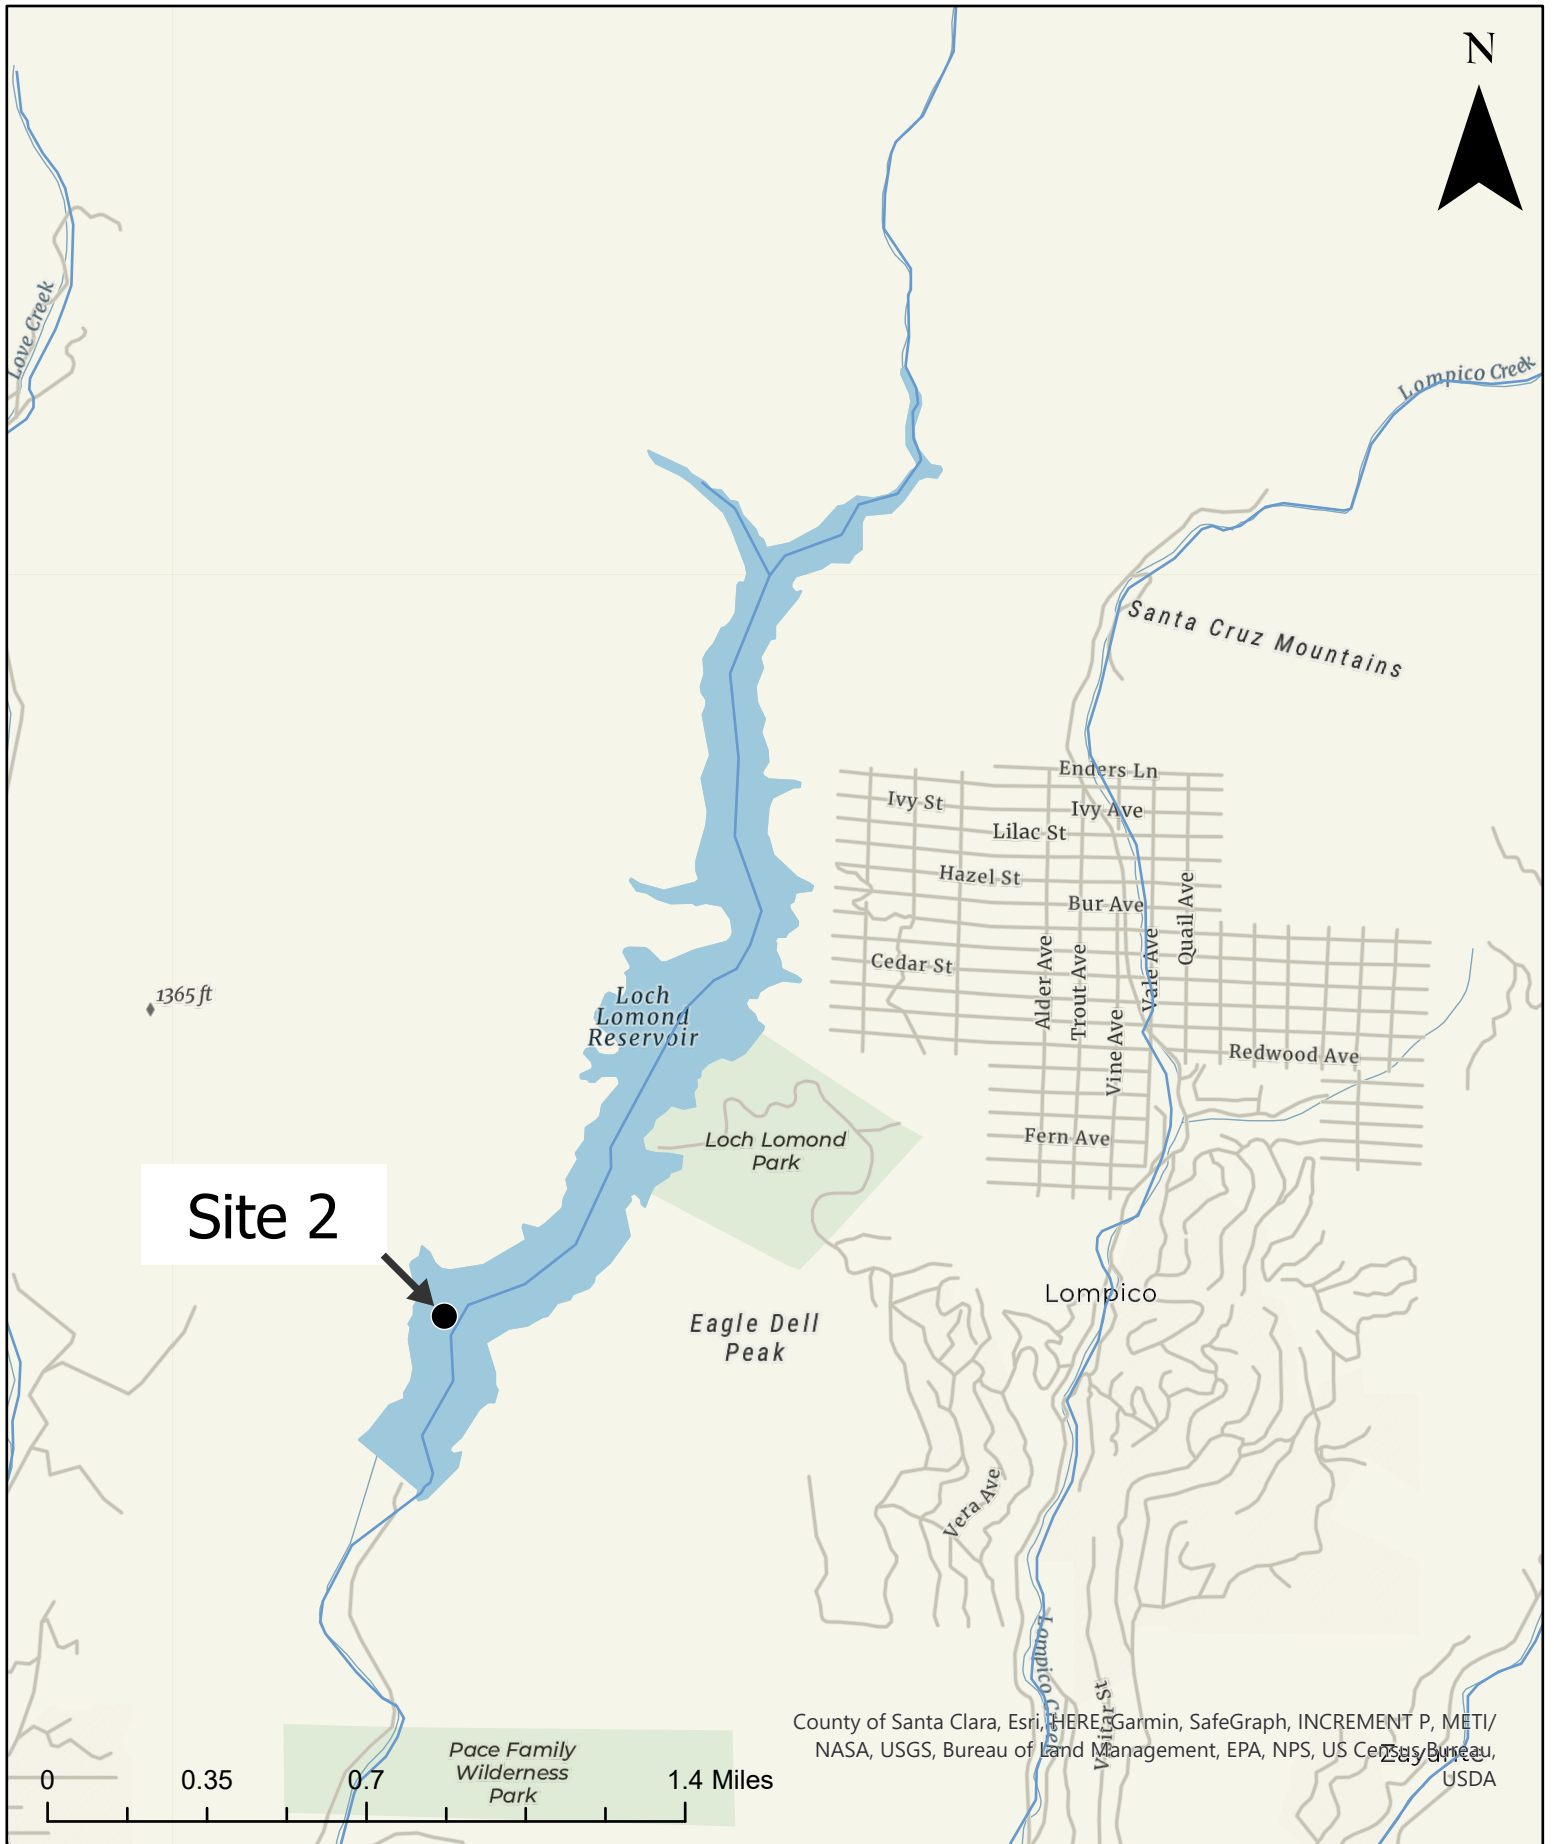 N
Love Creek
Lompico Creek
Santa Cruz Mountains
Enders Ln
Ivy St
Ivy Ave
Lilac St
Hazel St
Bur Ave
Quail Ave
Cedar St
Alder Ave
Trout Ave
Vale Ave
1365 ft
Loch
Lomond
Reservoir
Vine Ave
Redwood Ave
Fern Ave
Loch Lomond
Park
Site 2
Lompico
Eagle Dell
Peak
Vera Ave
Lompico Creek
County of Santa Clara, Esri, HERE, Garmin, SafeGraph, INCREMENT P, METI/
NASA, USGS, Bureau of Land Management, EPA, NPS, US Census Bureau,
USDA
Zayante
Pace Family
Wilderness
Park
0 0.35 0.7 1.4 Miles